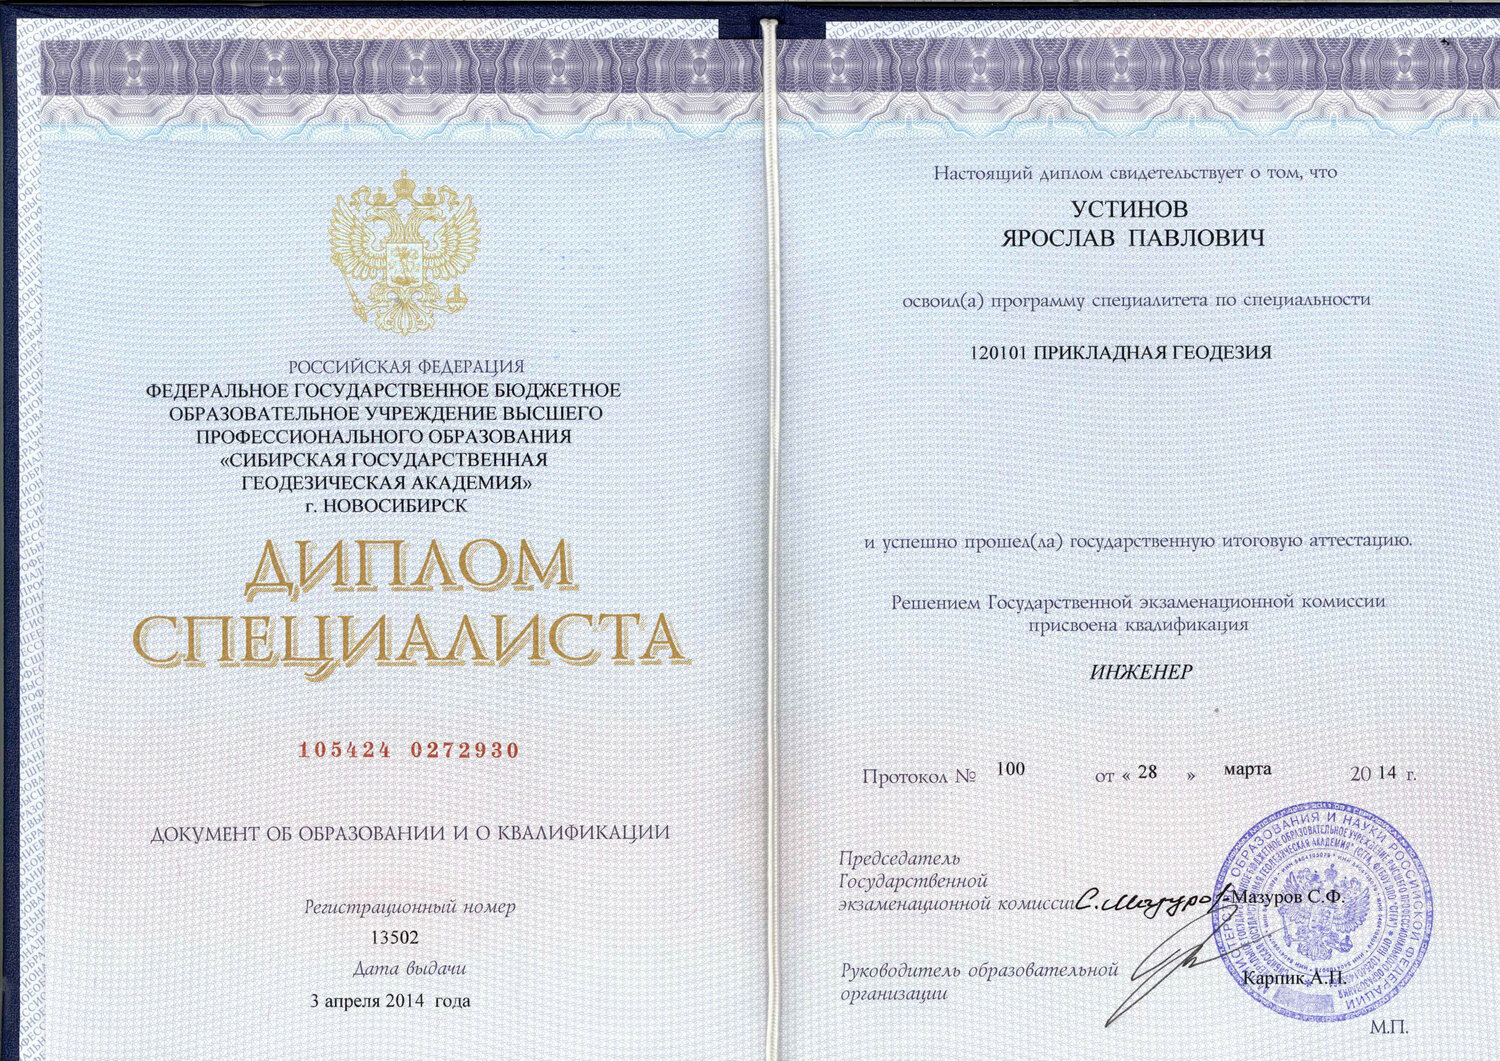 РОССИЙСКАЯ ФЕДЕРАЦИЯ
ФЕДЕРАЛЬНОЕ ГОСУДАРСТВЕННОЕ БЮДЖЕТНОЕ
ОБРАЗОВАТЕЛЬНОЕ УЧРЕЖДЕНИЕ ВЫСШЕГО
ПРОФЕССИОНАЛЬНОГО ОБРАЗОВАНИЯ
«СИБИРСКАЯ ГОСУДАРСТВЕННАЯ
ГЕОДЕЗИЧЕСКАЯ АКАДЕМИЯ»
г. НОВОСИБИРСК
ДИПЛОМ
СПЕЦИАЛИСТА
105424 0272930
ДОКУМЕНТ ОБ ОБРАЗОВАНИИ И О КВАЛИФИКАЦИИ
Регистрационный номер
13502
Дата выдачи
3 апреля 2014 года
Настоящий диплом свидетельствует о том, что
УСТИНОВ
ЯРОСЛАВ ПАВЛОВИЧ
освоил(а) программу специалитета по специальности
120101 ПРИКЛАДНАЯ ГЕОДЕЗИЯ
и успешно прошел(ла) государственную итоговую аттестацию.
Решением Государственной экзаменационной комиссии
присвоена квалификация
ИНЖЕНЕР
Протокол № 100 от « 28 » марта 20 14 г.
Председатель
Государственной
экзаменационной комиссии С. Мазуров Мазуров С.Ф.
Руководитель образовательной
организации
Карпик А.П.
М.П.